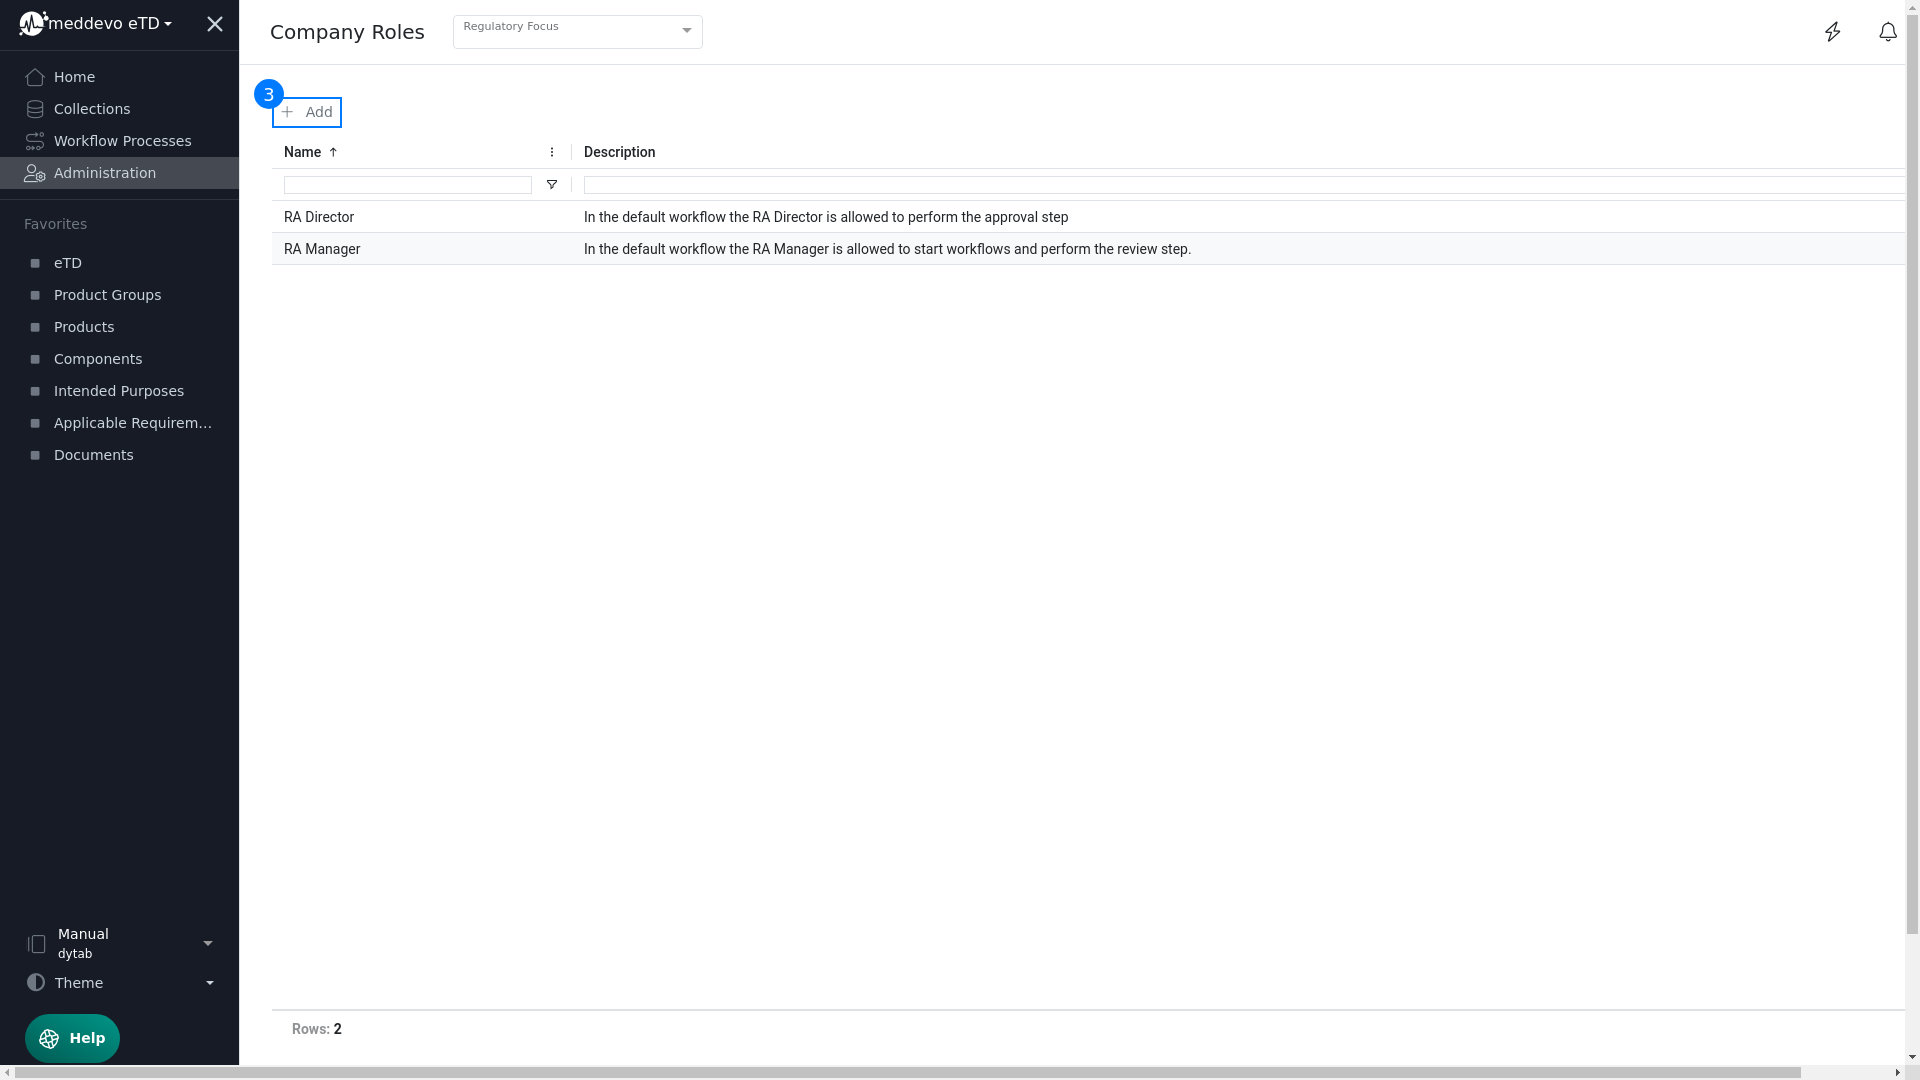 meddevo eTD
Home
Collections
Workflow Processes
Administration
Favorites
eTD
Product Groups
Products
Components
Intended Purposes
Applicable Requirem...
Documents
Manual
dytab
Theme
Help
Company Roles
Regulatory Focus
3
Add
Name Description
RA Director In the default workflow the RA Director is allowed to perform the approval step
RA Manager In the default workflow the RA Manager is allowed to start workflows and perform the review step.
Rows: 2